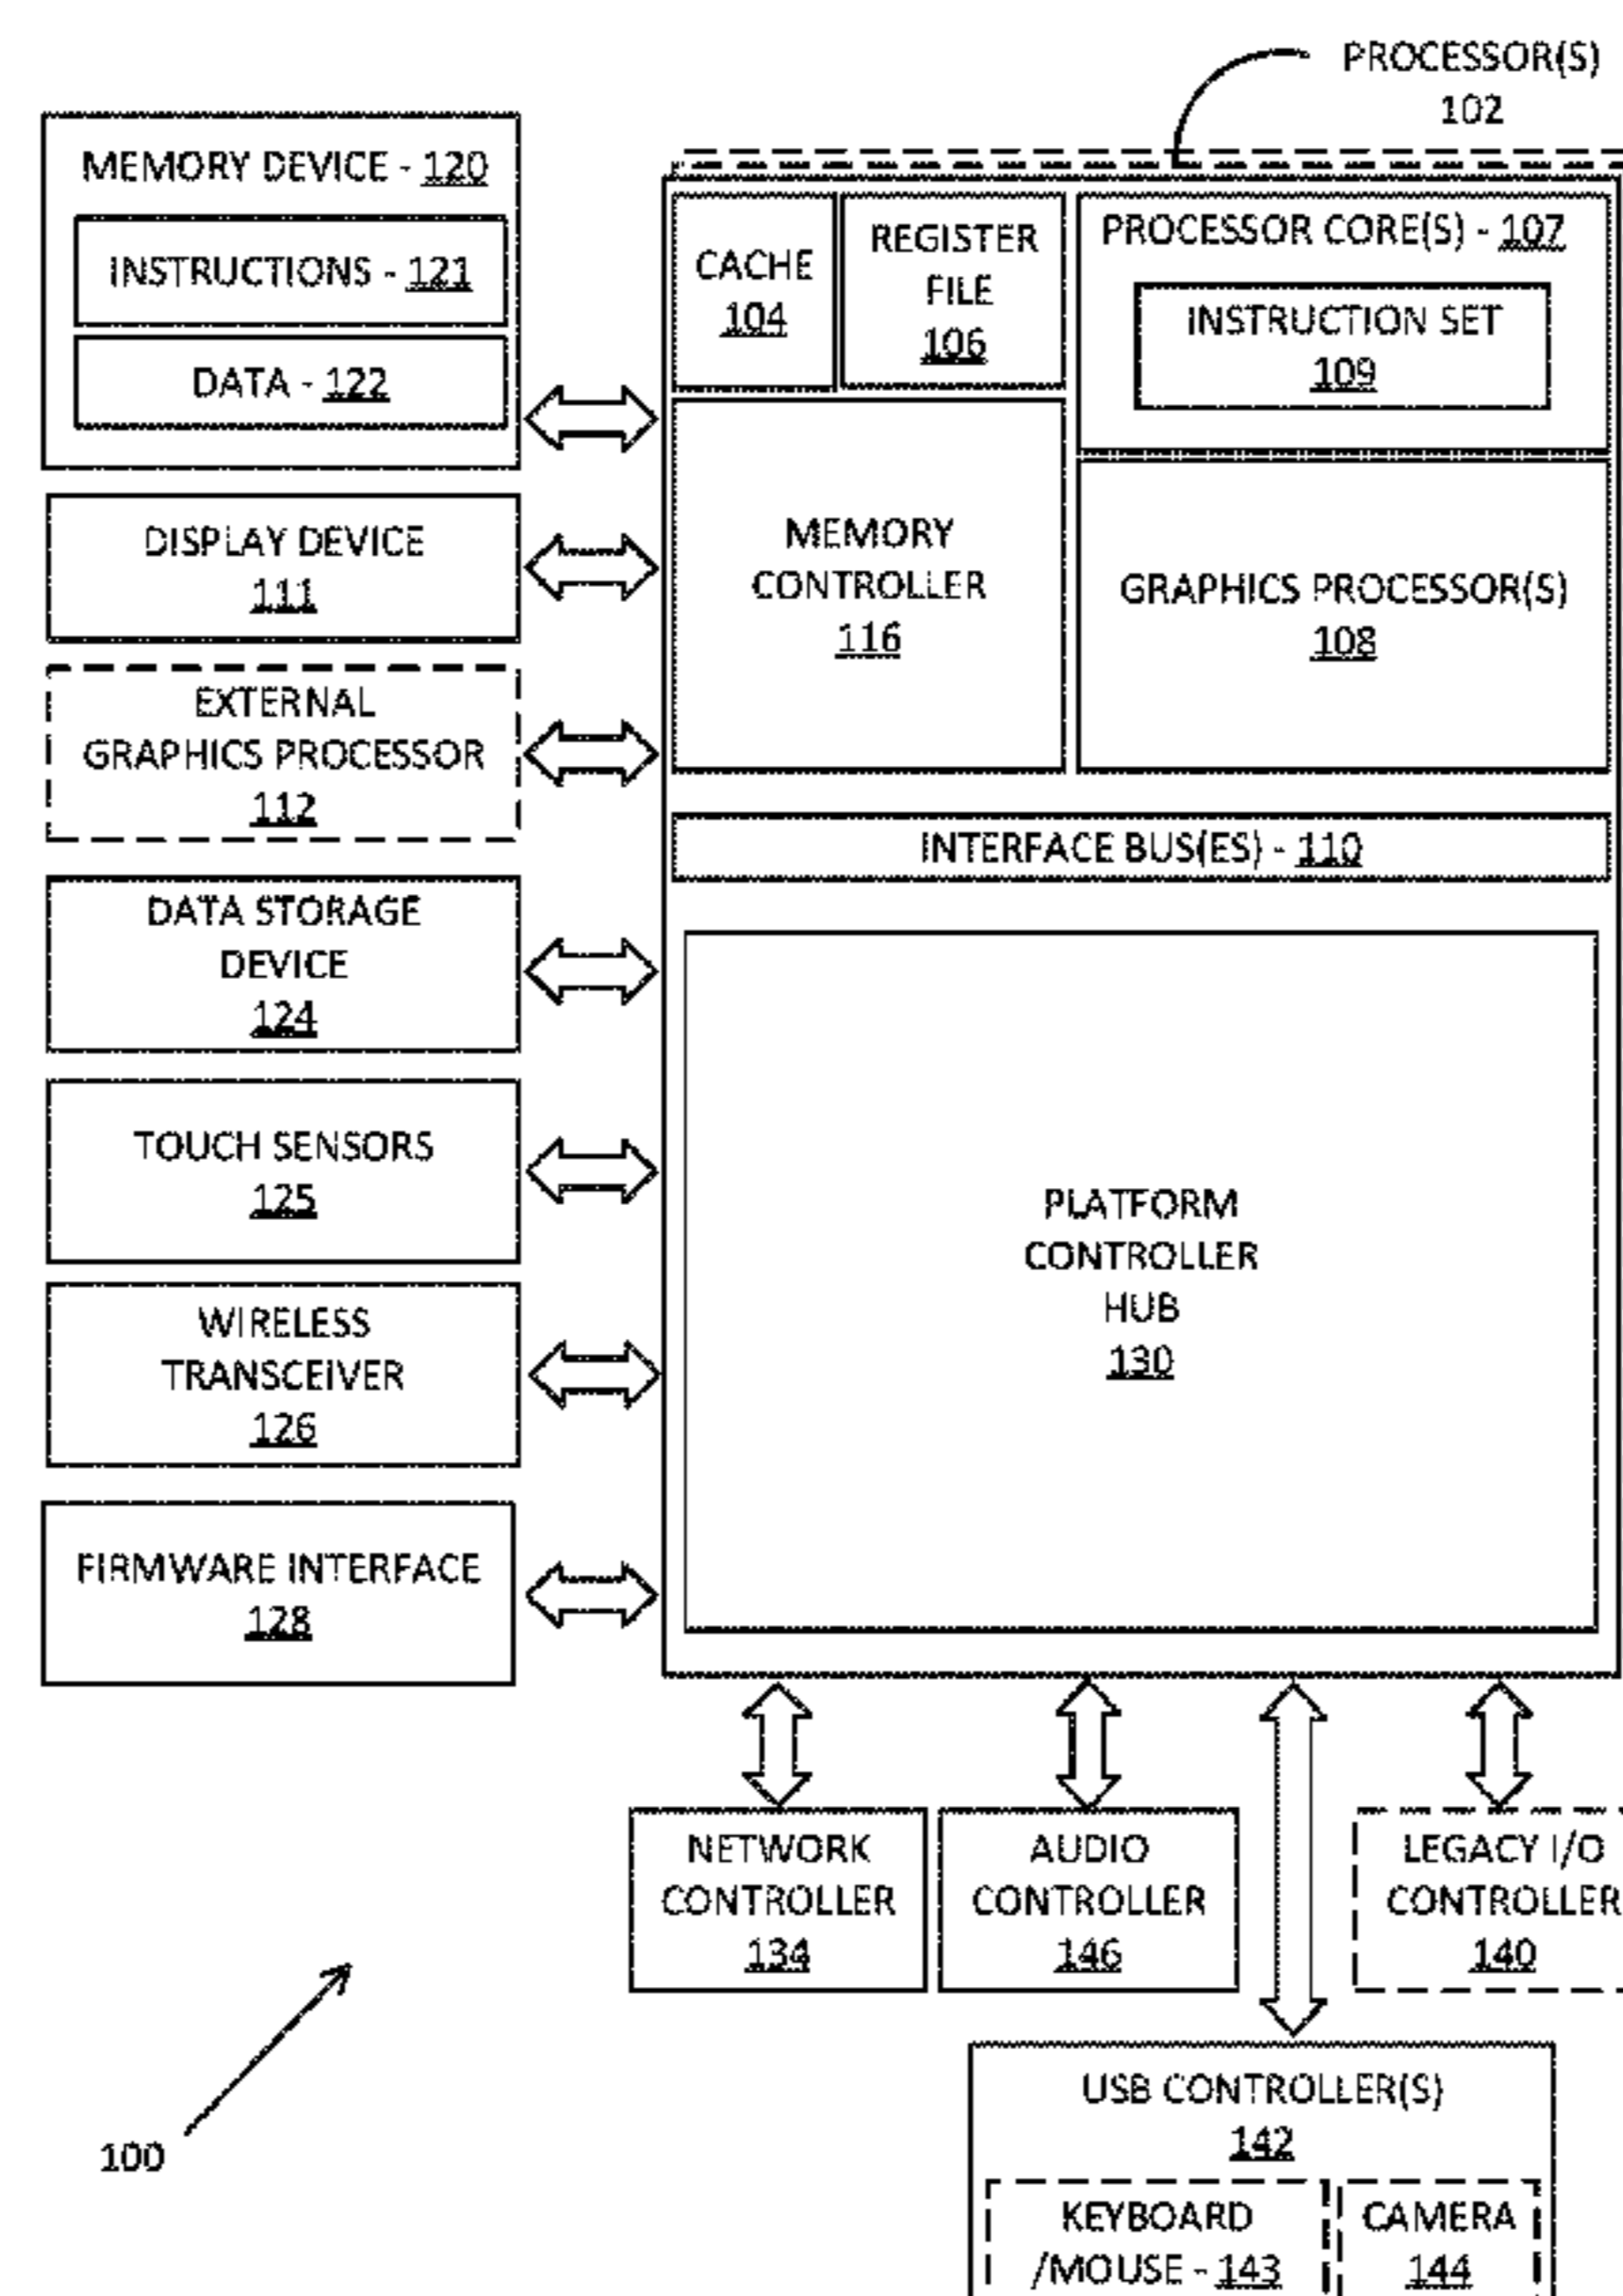 PROCESSOR(S)
102
MEMORY DEVICE - 120
INSTRUCTIONS - 121
DATA - 122
DISPLAY DEVICE
111
EXTERNAL
GRAPHICS PROCESSOR
112
DATA STORAGE
DEVICE
124
TOUCH SENSORS
125
WIRELESS
TRANSCEIVER
126
FIRMWARE INTERFACE
128
CACHE
104
REGISTER
FILE
106
PROCESSOR CORE(S) - 107
INSTRUCTION SET
109
MEMORY
CONTROLLER
116
GRAPHICS PROCESSOR(S)
108
INTERFACE BUS(ES) - 110
PLATFORM
CONTROLLER
HUB
130
NETWORK
CONTROLLER
134
AUDIO
CONTROLLER
146
LEGACY I/O
CONTROLLER
140
USB CONTROLLER(S)
142
KEYBOARD
/MOUSE - 143
CAMERA
144
100